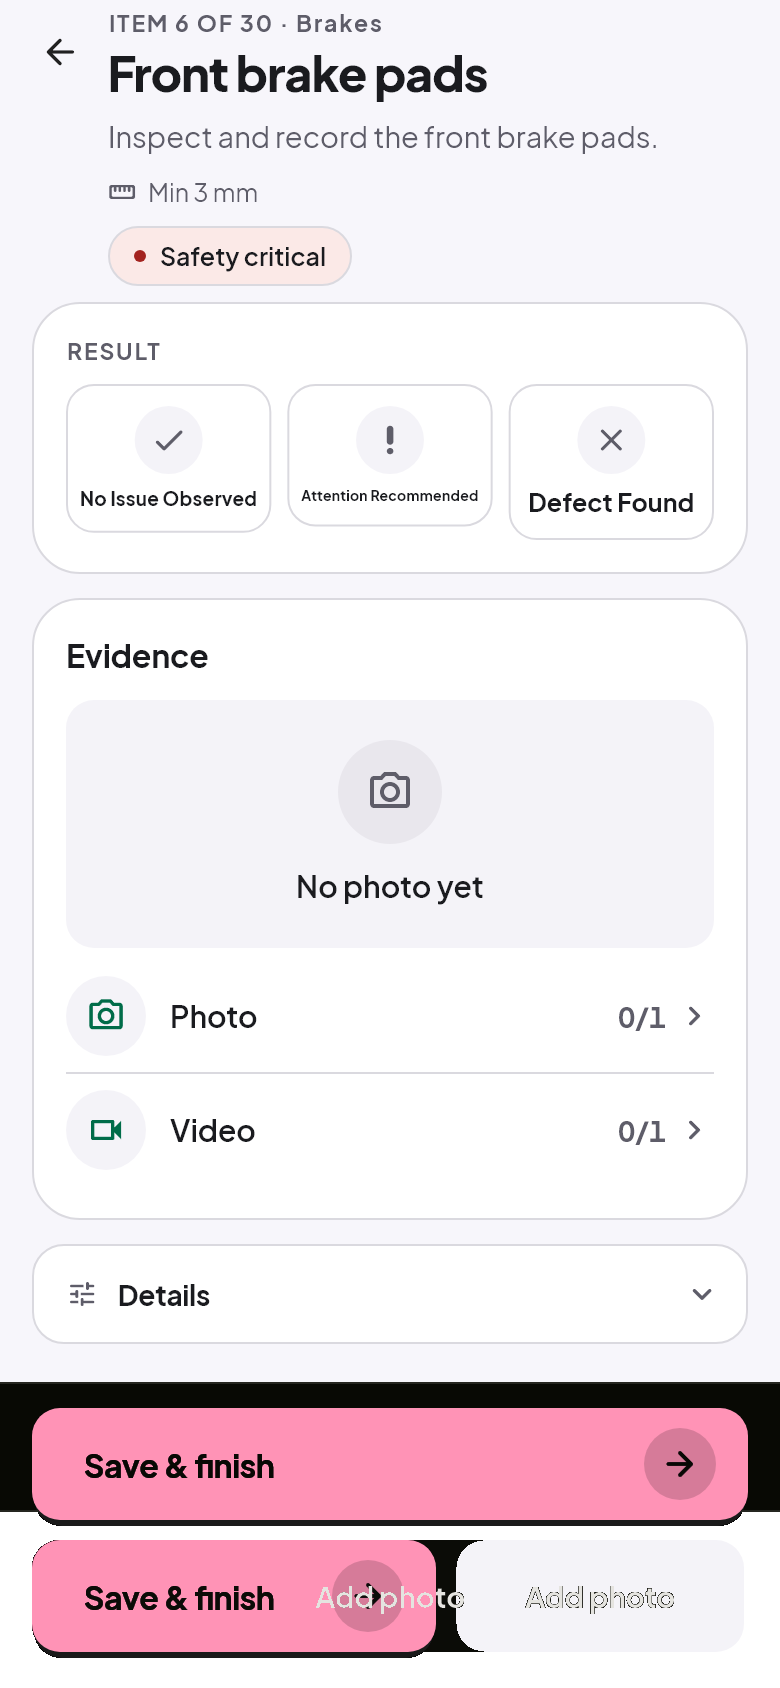 ITEM 6 OF 30 · Brakes
Front brake pads
Inspect and record the front brake pads.
Min 3 mm
Safety critical
RESULT
No Issue Observed
Attention Recommended
Defect Found
Evidence
No photo yet
Photo 0/1
Video 0/1
Details
Save & finish
Save & finish Add photo Add photo